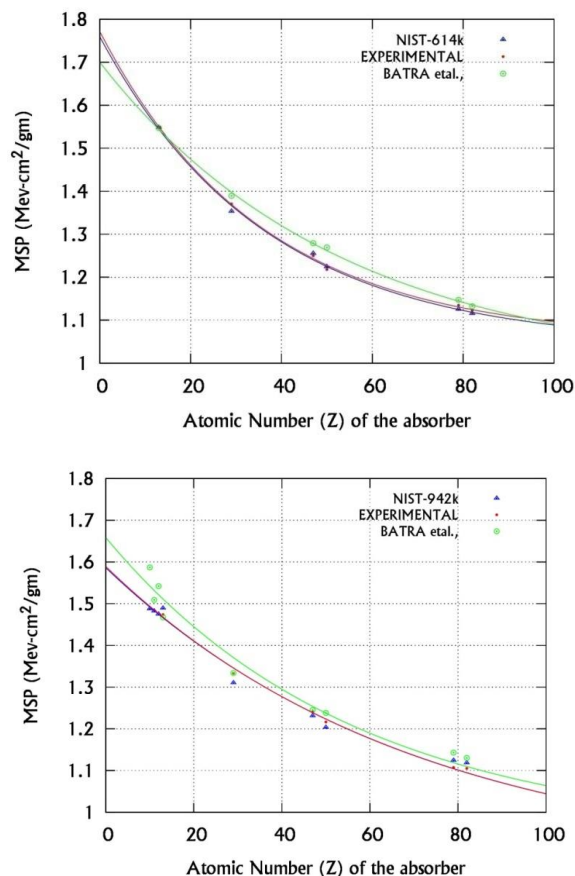 1.8
NIST-614k
EXPERIMENTAL
BATRA etal.,
1.7
1.6
1.5
1.4
1.3
1.2
1.1
1
MSP (Mev-cm²/gm)
0 20 40 60 80 100
Atomic Number (Z) of the absorber
1.8
NIST-942k
EXPERIMENTAL
BATRA etal.,
1.7
1.6
1.5
1.4
1.3
1.2
1.1
1
MSP (Mev-cm²/gm)
0 20 40 60 80 100
Atomic Number (Z) of the absorber